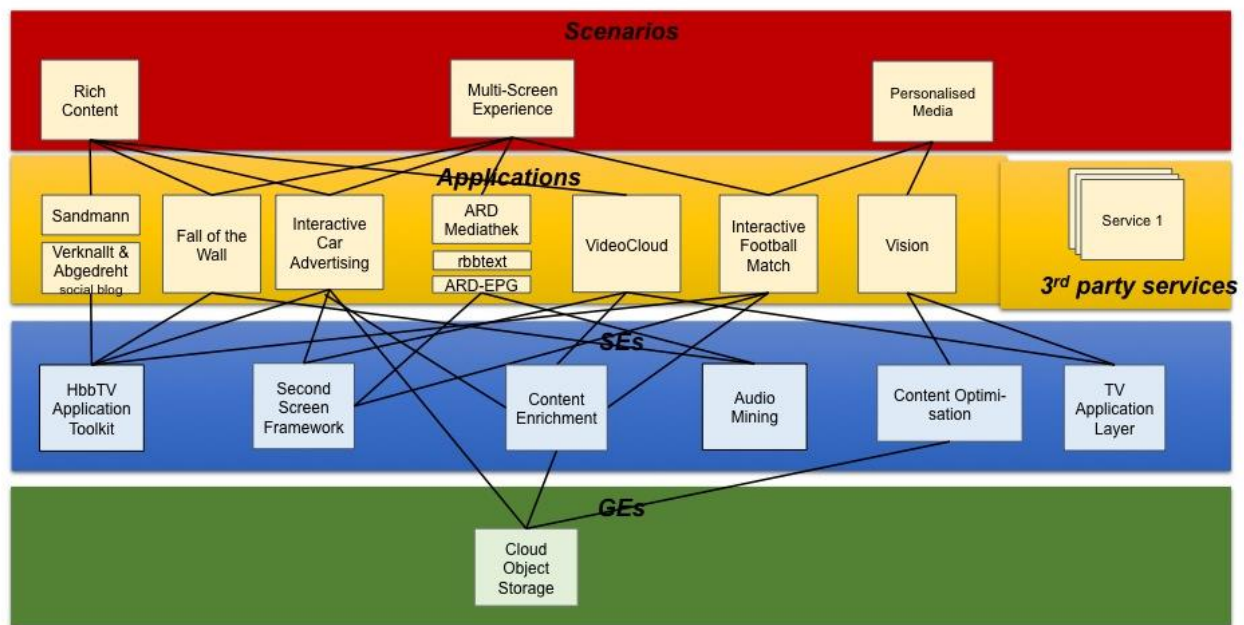 Scenarios
Rich
Content
Multi-Screen
Experience
Personalised
Media
Applications
Sandmann
Verknallt &
Abgedreht
social blog
Fall of the
Wall
Interactive
Car
Advertising
ARD
Mediathek
rbbtext
ARD-EPG
VideoCloud
Interactive
Football
Match
Vision
Service 1
3rd party services
SEs
HbbTV
Application
Toolkit
Second
Screen
Framework
Content
Enrichment
Audio
Mining
Content Optimi-
sation
TV
Application
Layer
GEs
Cloud
Object
Storage